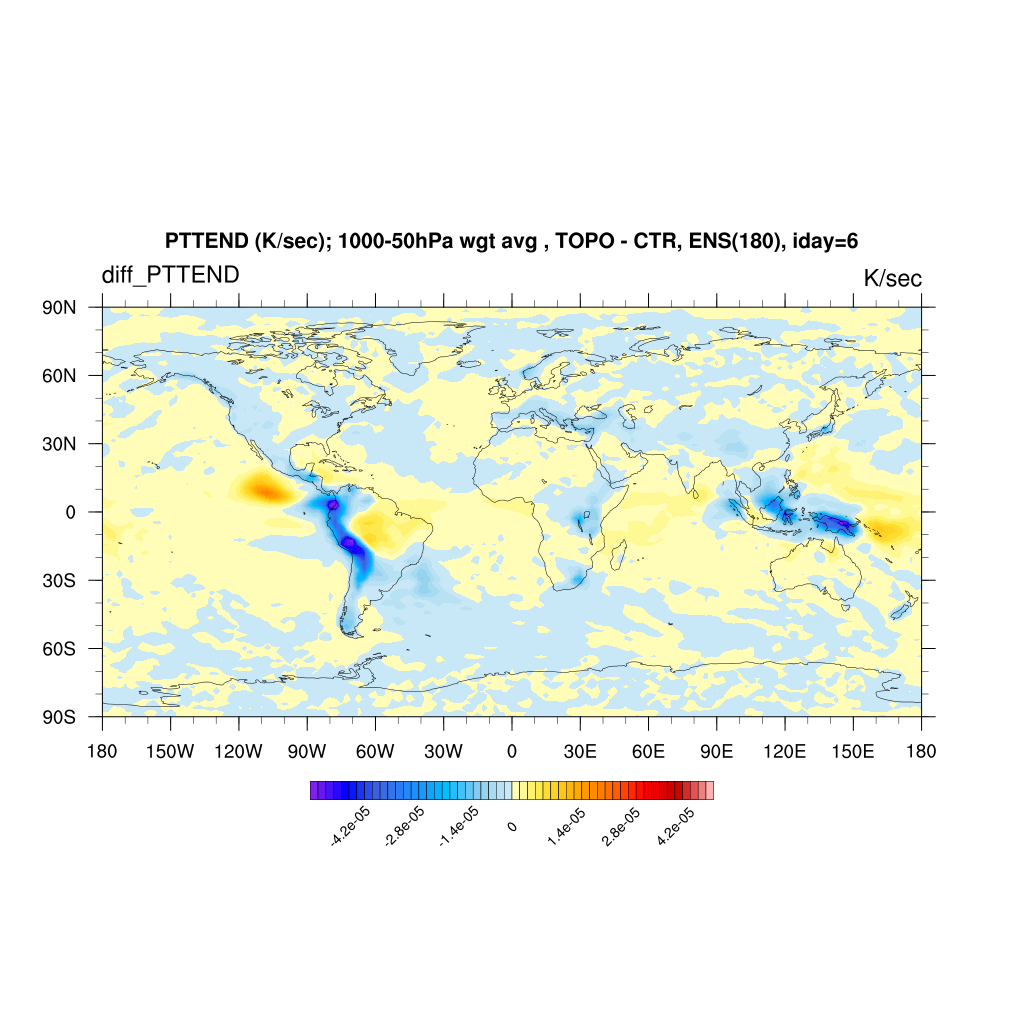 PTTEND (K/sec); 1000-50hPa wgt avg , TOPO - CTR, ENS(180), iday=6
diff_PTTEND K/sec
90N
60N
30N
0
30S
60S
90S
180 150W 120W 90W 60W 30W 0 30E 60E 90E 120E 150E 180
-4.2e-05 -2.8e-05 -1.4e-05 0 1.4e-05 2.8e-05 4.2e-05